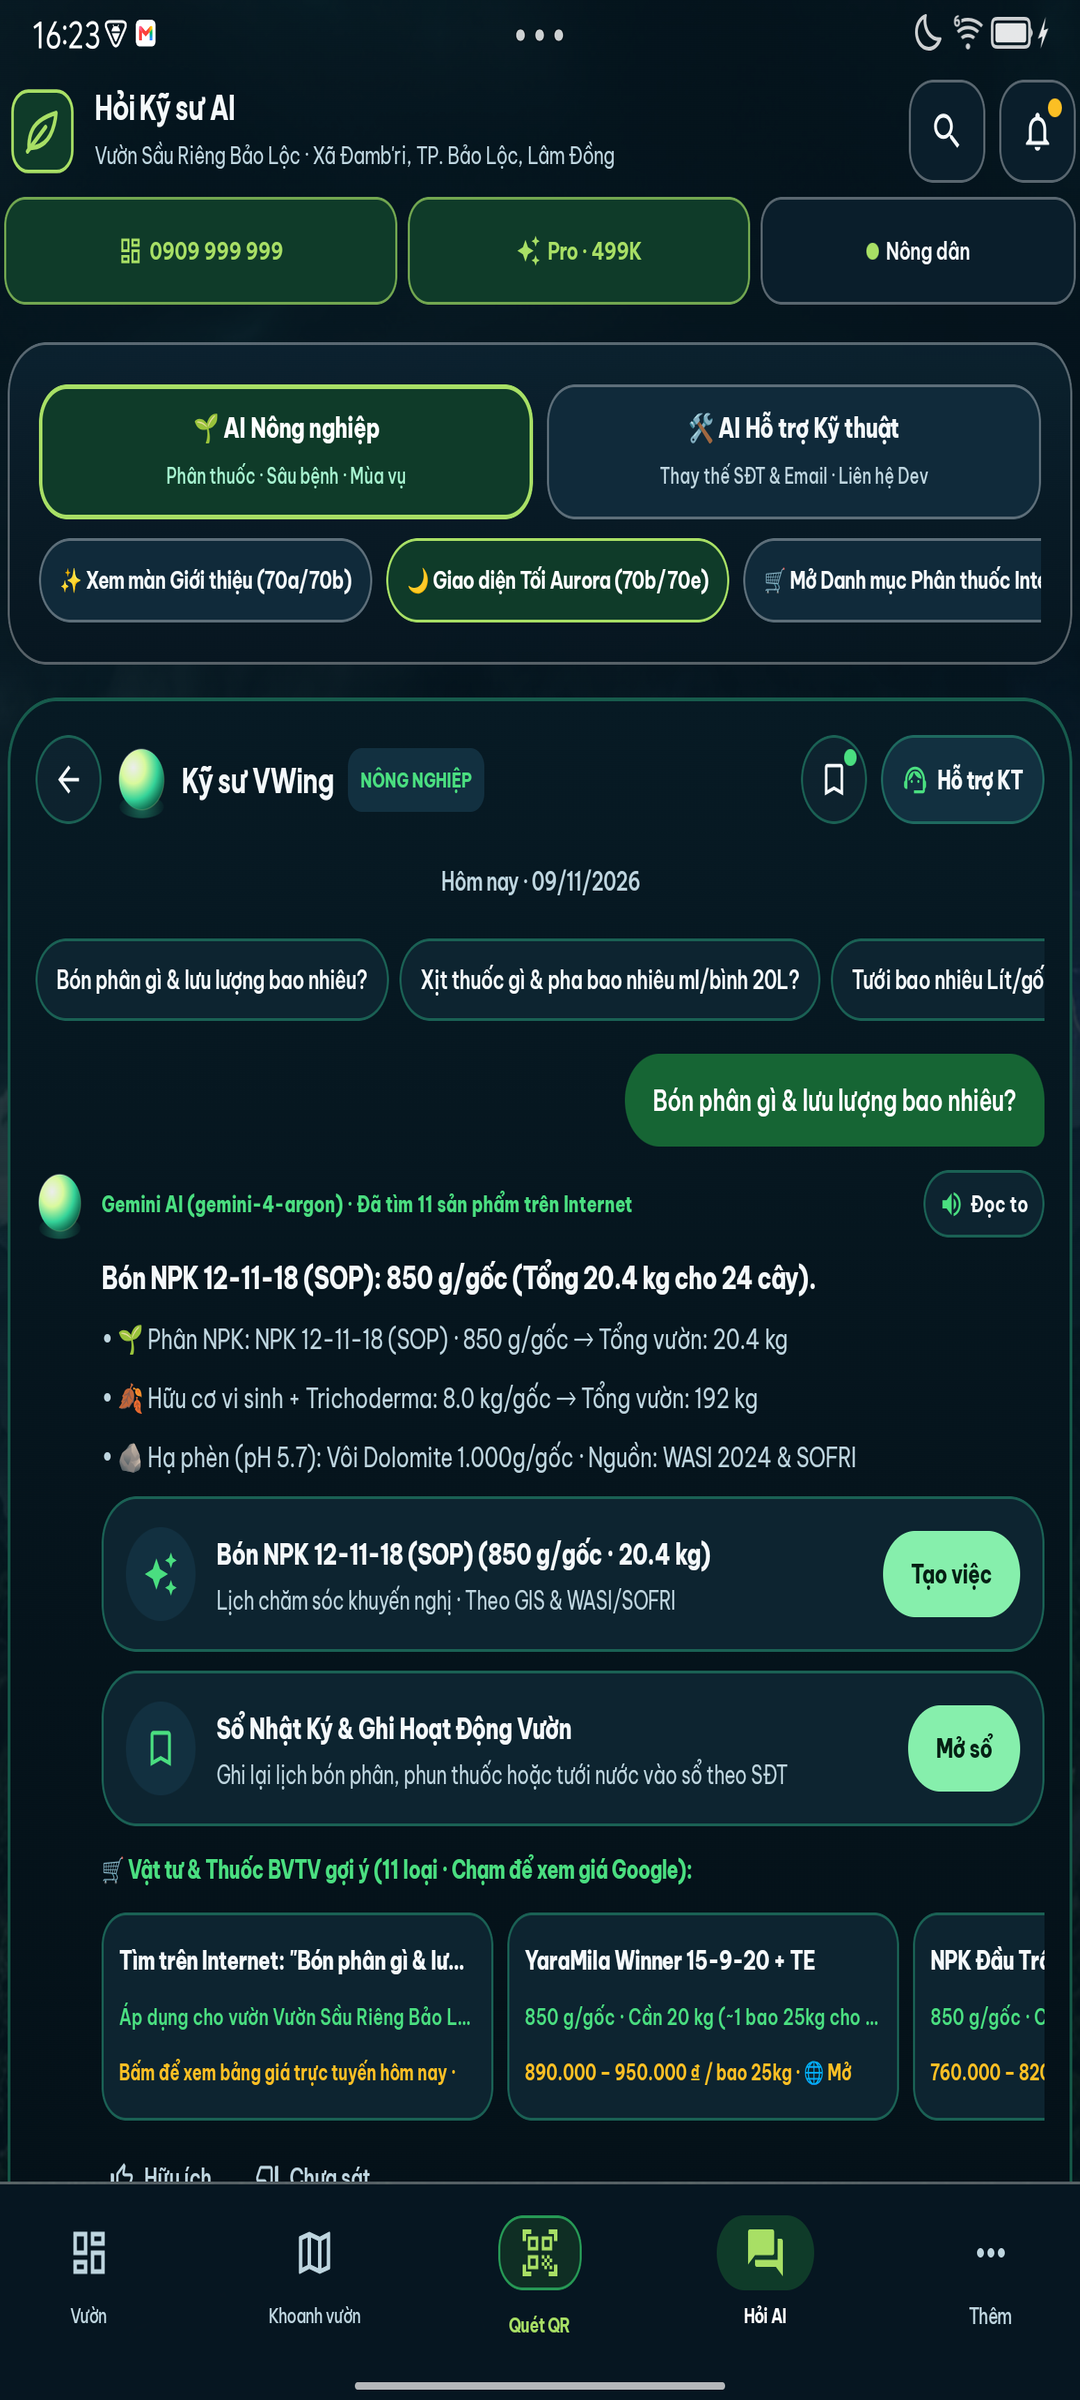 16:23
Hỏi Kỹ sư AI
Vườn Sầu Riêng Bảo Lộc · Xã Đamb'ri, TP. Bảo Lộc, Lâm Đồng
0909 999 999
Pro · 499K
Nông dân
🌱 AI Nông nghiệp
Phân thuốc · Sâu bệnh · Mùa vụ
🛠️ AI Hỗ trợ Kỹ thuật
Thay thế SĐT & Email · Liên hệ Dev
✨ Xem màn Giới thiệu (70a/70b)
🌙 Giao diện Tối Aurora (70b/70e)
🛒 Mở Danh mục Phân thuốc Inte
Kỹ sư VWing
NÔNG NGHIỆP
Hỗ trợ KT
Hôm nay · 09/11/2026
Bón phân gì & lưu lượng bao nhiêu?
Xịt thuốc gì & pha bao nhiêu ml/bình 20L?
Tưới bao nhiêu Lít/gố
Bón phân gì & lưu lượng bao nhiêu?
Gemini AI (gemini-4-argon) · Đã tìm 11 sản phẩm trên Internet
Đọc to
Bón NPK 12-11-18 (SOP): 850 g/gốc (Tổng 20.4 kg cho 24 cây).
• 🌱 Phân NPK: NPK 12-11-18 (SOP) · 850 g/gốc → Tổng vườn: 20.4 kg
• 🍂 Hữu cơ vi sinh + Trichoderma: 8.0 kg/gốc → Tổng vườn: 192 kg
• 🪨 Hạ phèn (pH 5.7): Vôi Dolomite 1.000g/gốc · Nguồn: WASI 2024 & SOFRI
Bón NPK 12-11-18 (SOP) (850 g/gốc · 20.4 kg)
Lịch chăm sóc khuyến nghị · Theo GIS & WASI/SOFRI
Tạo việc
Sổ Nhật Ký & Ghi Hoạt Động Vườn
Ghi lại lịch bón phân, phun thuốc hoặc tưới nước vào sổ theo SĐT
Mở sổ
🛒 Vật tư & Thuốc BVTV gợi ý (11 loại · Chạm để xem giá Google):
Tìm trên Internet: "Bón phân gì & lư...
Áp dụng cho vườn Vườn Sầu Riêng Bảo L...
Bấm để xem bảng giá trực tuyến hôm nay ·
YaraMila Winner 15-9-20 + TE
850 g/gốc · Cần 20 kg (~1 bao 25kg cho ...
890.000 – 950.000 ₫ / bao 25kg · 🌐 Mở
NPK Đầu Trâ
850 g/gốc · C
760.000 – 820
Hữu ích
Chưa sát
Vườn
Khoanh vườn
Quét QR
Hỏi AI
Thêm